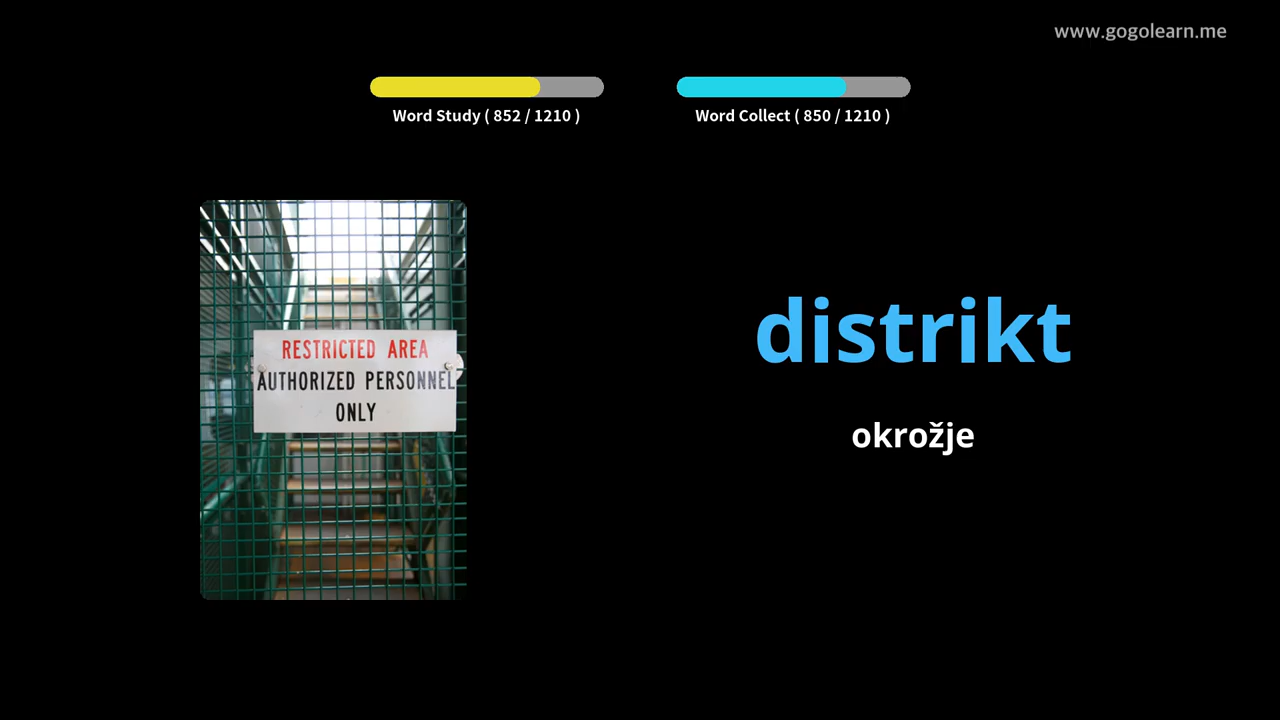 www.gogolearn.me
Word Study ( 852 / 1210 )
Word Collect ( 850 / 1210 )
RESTRICTED AREA
AUTHORIZED PERSONNEL
ONLY
distrikt
okrožje